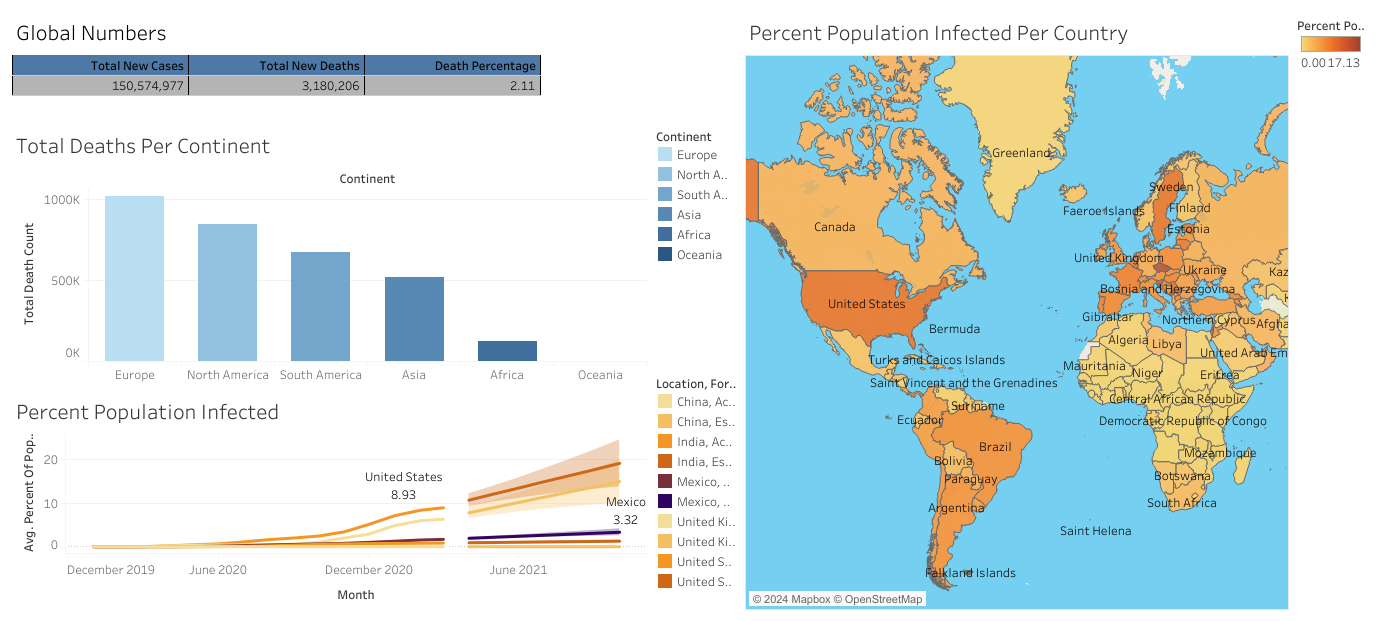 Global Numbers
Total New Cases Total New Deaths Death Percentage
150,574,977 3,180,206 2.11
Total Deaths Per Continent
Continent
Total Death Count
1000K
500K
0K
Europe North America South America Asia Africa Oceania
Continent
Europe
North A..
South A..
Asia
Africa
Oceania
Percent Population Infected
Avg. Percent Of Pop..
20
10
0
United States
8.93
Mexico
3.32
December 2019 June 2020 December 2020 June 2021
Month
Location, For..
China, Ac..
China, Es..
India, Ac..
India, Es..
Mexico, ..
Mexico, ..
United Ki..
United Ki..
United S..
United S..
Percent Population Infected Per Country
Greenland
Sweden
Faeroe Islands
Finland
Canada
Estonia
United Kingdom
Ukraine
Kaz
Bosnia and Herzegovina
United States
Gibraltar
Northern Cyprus
Afgha
Bermuda
Algeria
Libya
United Arab Em
Turks and Caicos Islands
Mauritania
Niger
Eritrea
Saint Vincent and the Grenadines
Central African Republic
Suriname
Ecuador
Democratic Republic of Congo
Brazil
Mozambique
Bolivia
Botswana
Paraguay
South Africa
Argentina
Saint Helena
Falkland Islands
© 2024 Mapbox © OpenStreetMap
Percent Po..
0.00 17.13